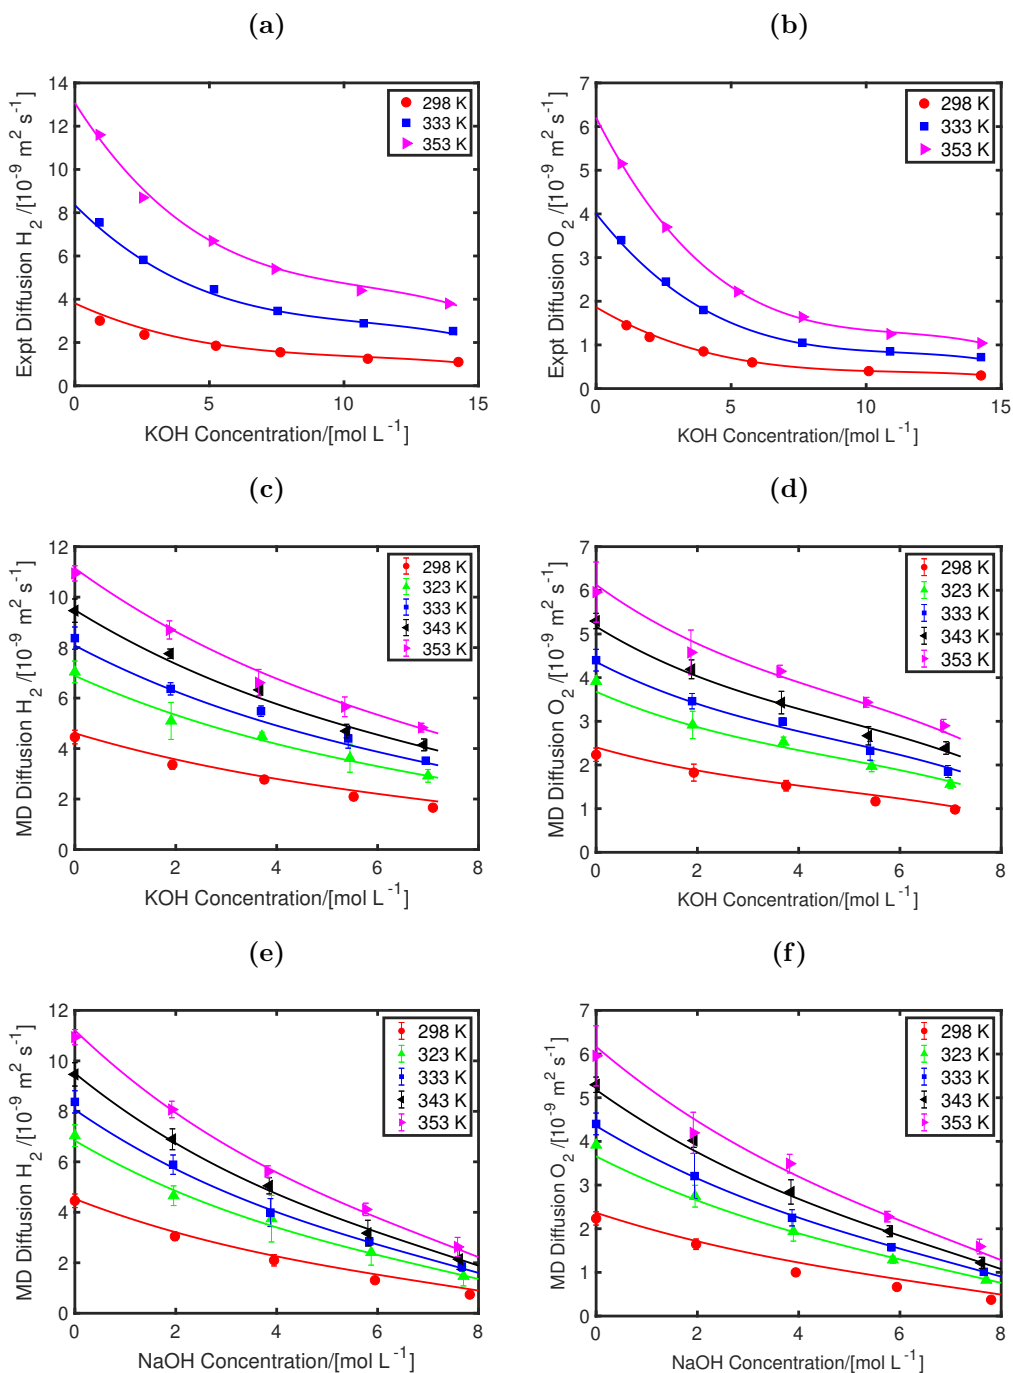 (a)
14
12
10
8
6
4
2
0
0
5
10
15
Expt Diffusion H2 /[10-9 m2 s-1]
KOH Concentration/[mol L-1]
298 K
333 K
353 K
(b)
7
6
5
4
3
2
1
0
0
5
10
15
Expt Diffusion O2 /[10-9 m2 s-1]
KOH Concentration/[mol L-1]
298 K
333 K
353 K
(c)
12
10
8
6
4
2
0
0
2
4
6
8
MD Diffusion H2 /[10-9 m2 s-1]
KOH Concentration/[mol L-1]
298 K
323 K
333 K
343 K
353 K
(d)
7
6
5
4
3
2
1
0
0
2
4
6
8
MD Diffusion O2 /[10-9 m2 s-1]
KOH Concentration/[mol L-1]
298 K
323 K
333 K
343 K
353 K
(e)
12
10
8
6
4
2
0
0
2
4
6
8
MD Diffusion H2 /[10-9 m2 s-1]
NaOH Concentration/[mol L-1]
298 K
323 K
333 K
343 K
353 K
(f)
7
6
5
4
3
2
1
0
0
2
4
6
8
MD Diffusion O2 /[10-9 m2 s-1]
NaOH Concentration/[mol L-1]
298 K
323 K
333 K
343 K
353 K